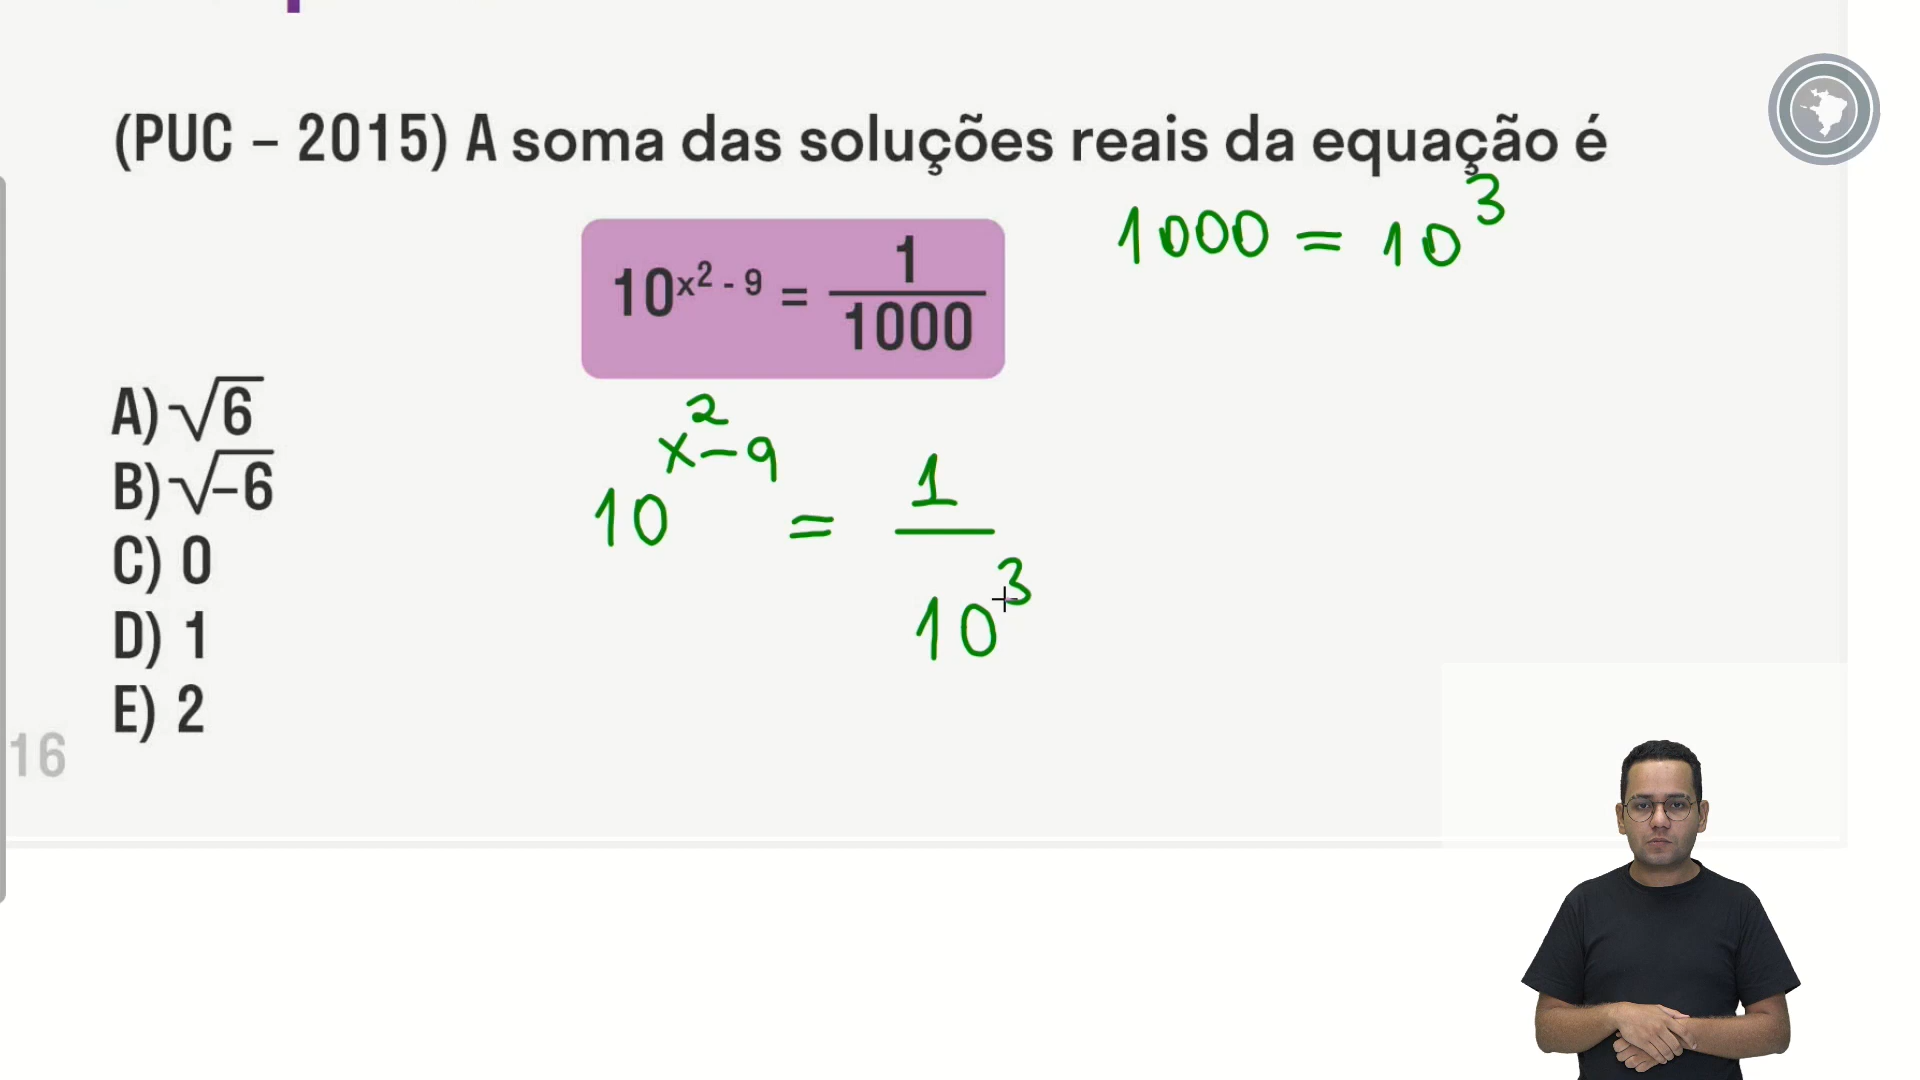 (PUC – 2015) A soma das soluções reais da equação é
1000 = 10³
10^(x² - 9) = 1/1000
A) √6
B) √-6
C) 0
D) 1
E) 2
10^(x² - 9) = 1/10³
16